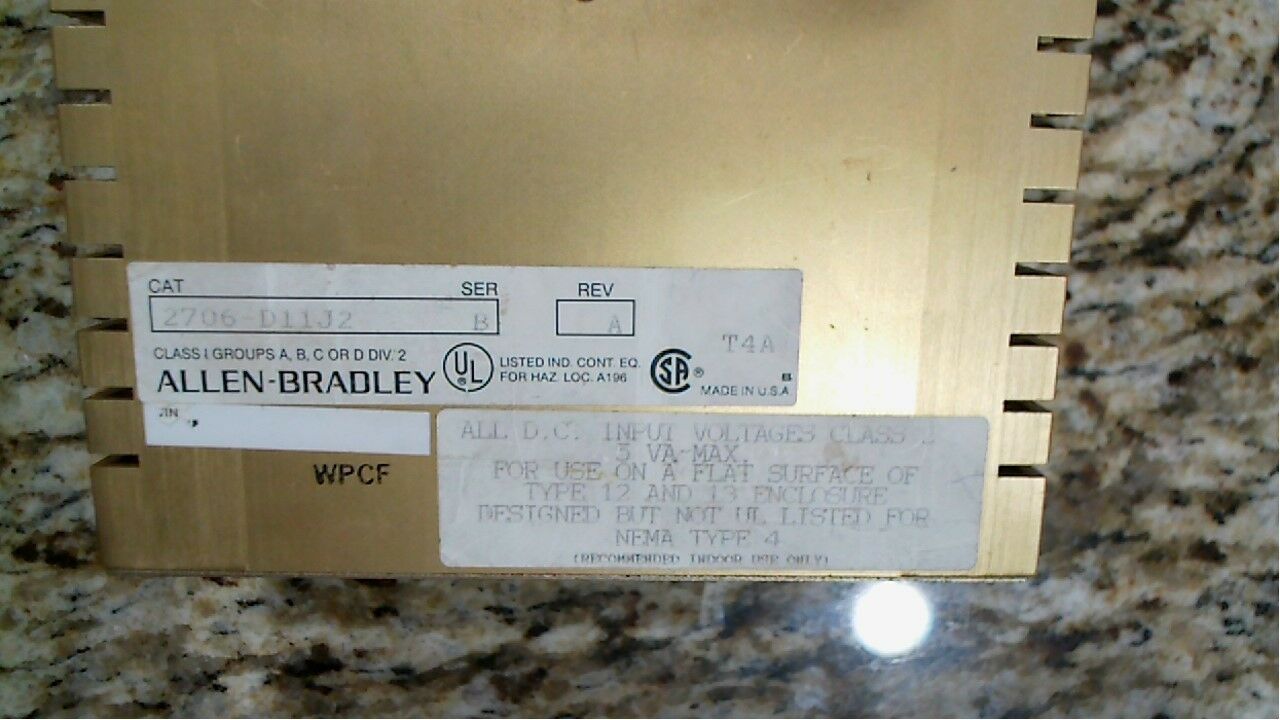 CAT SER REV
2706-D11J2 B A
T4A
CLASS I GROUPS A, B, C OR D DIV. 2
UL ® LISTED IND. CONT. EQ.
FOR HAZ. LOC. A196
SA ®
ALLEN-BRADLEY
B
MADE IN U.S.A
WPCF
ALL D.C. INPUT VOLTAGES CLASS 2
VA-MAX.
FOR USE ON A FLAT SURFACE OF
TYPE 12 AND 13 ENCLOSURE
DESIGNED BUT NOT UL LISTED FOR
NEMA TYPE 4
(RECOMMENDED INDOOR USE ONLY)